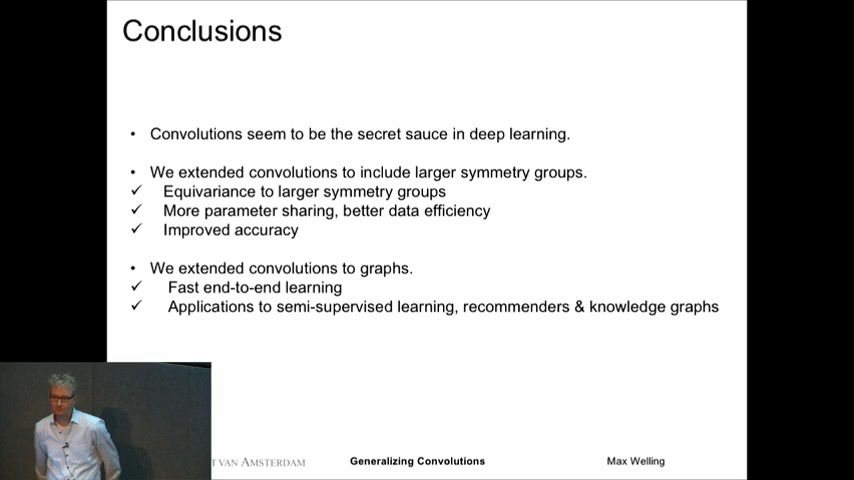 Conclusions
• Convolutions seem to be the secret sauce in deep learning.
• We extended convolutions to include larger symmetry groups.
✓ Equivariance to larger symmetry groups
✓ More parameter sharing, better data efficiency
✓ Improved accuracy
• We extended convolutions to graphs.
✓ Fast end-to-end learning
✓ Applications to semi-supervised learning, recommenders & knowledge graphs
T VAN AMSTERDAM
Generalizing Convolutions
Max Welling